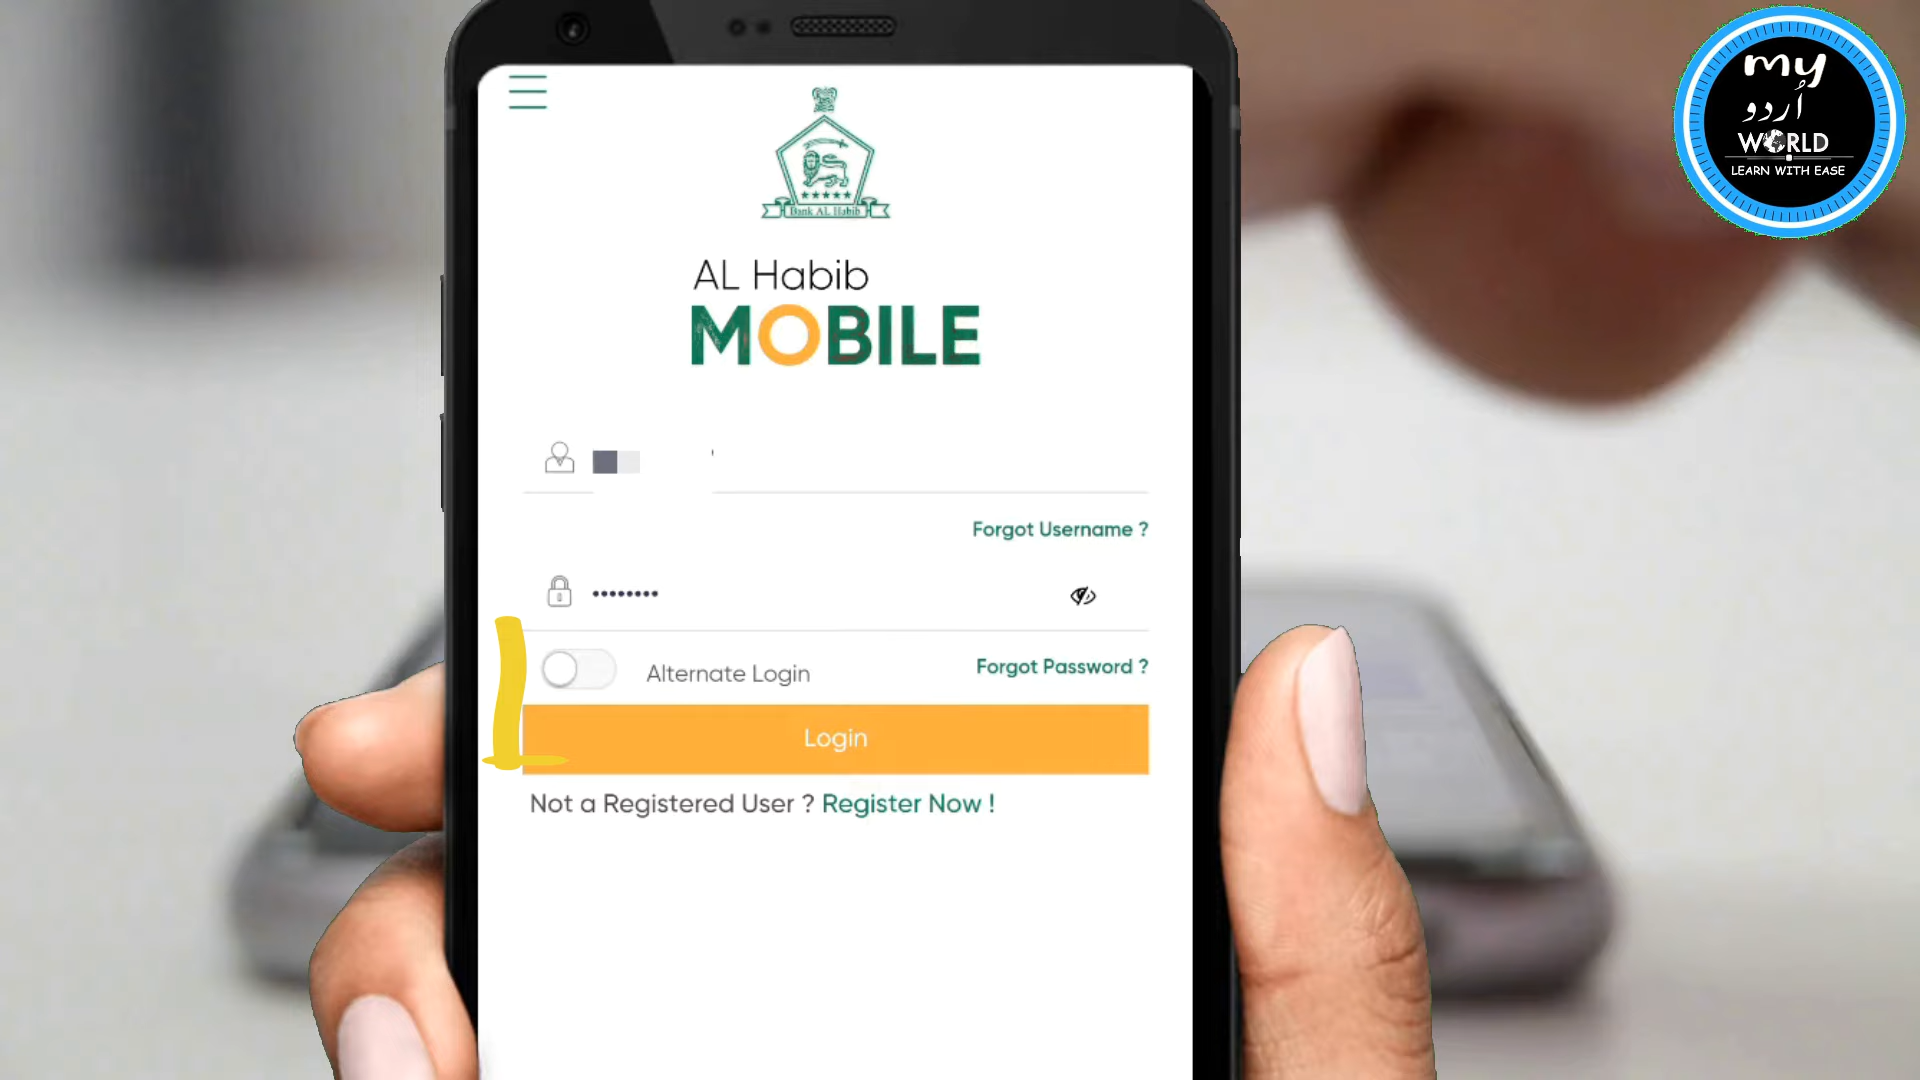 Bank AL Habib
AL Habib
MOBILE
Forgot Username ?
••••••••
Alternate Login
Forgot Password ?
Login
Not a Registered User ? Register Now !
my
اُردو
WORLD
LEARN WITH EASE